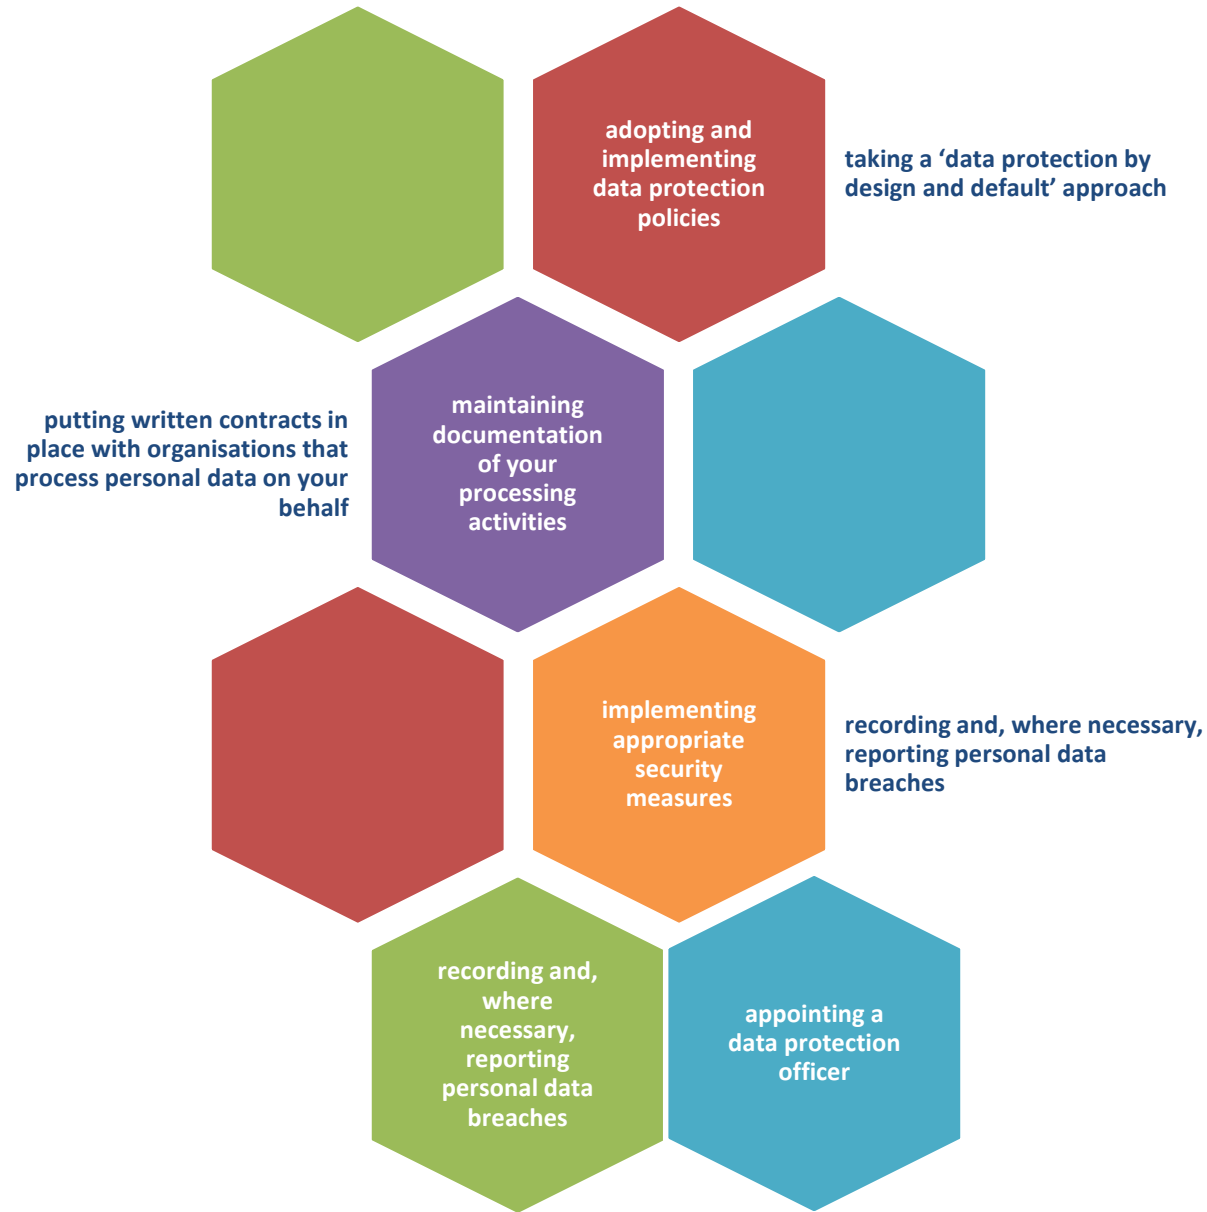 adopting and
implementing
data protection
policies
taking a ‘data protection by
design and default’ approach
putting written contracts in
place with organisations that
process personal data on your
behalf
maintaining
documentation
of your
processing
activities
implementing
appropriate
security
measures
recording and, where necessary,
reporting personal data
breaches
recording and,
where
necessary,
reporting
personal data
breaches
appointing a
data protection
officer